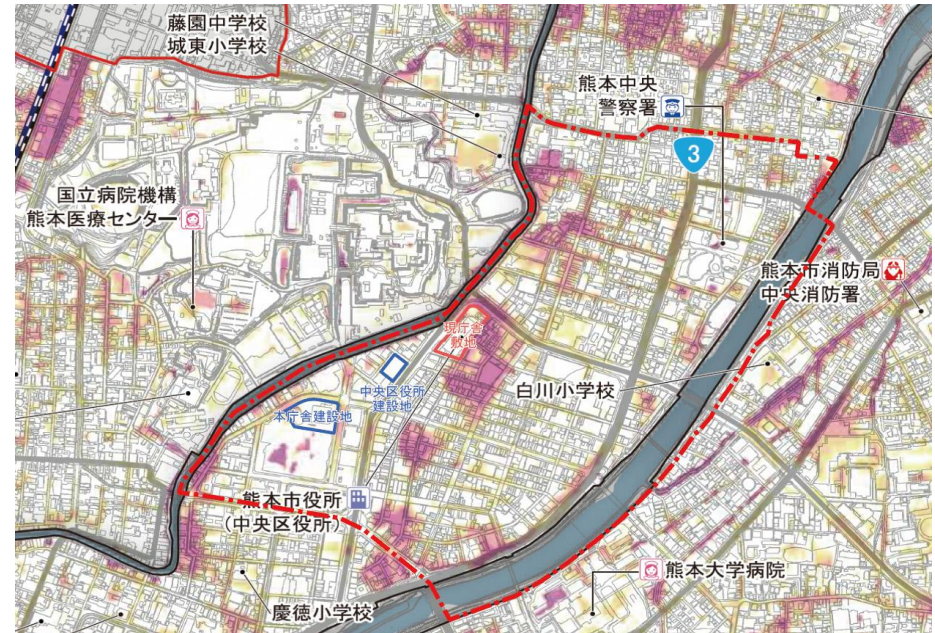 藤園中学校
城東小学校
熊本中央
警察署
3
国立病院機構
熊本医療センター
熊本市消防局
中央消防署
現庁舎
敷地
中央区役所
建設地
白川小学校
本庁舎建設地
熊本市役所
(中央区役所)
熊本大学病院
慶徳小学校